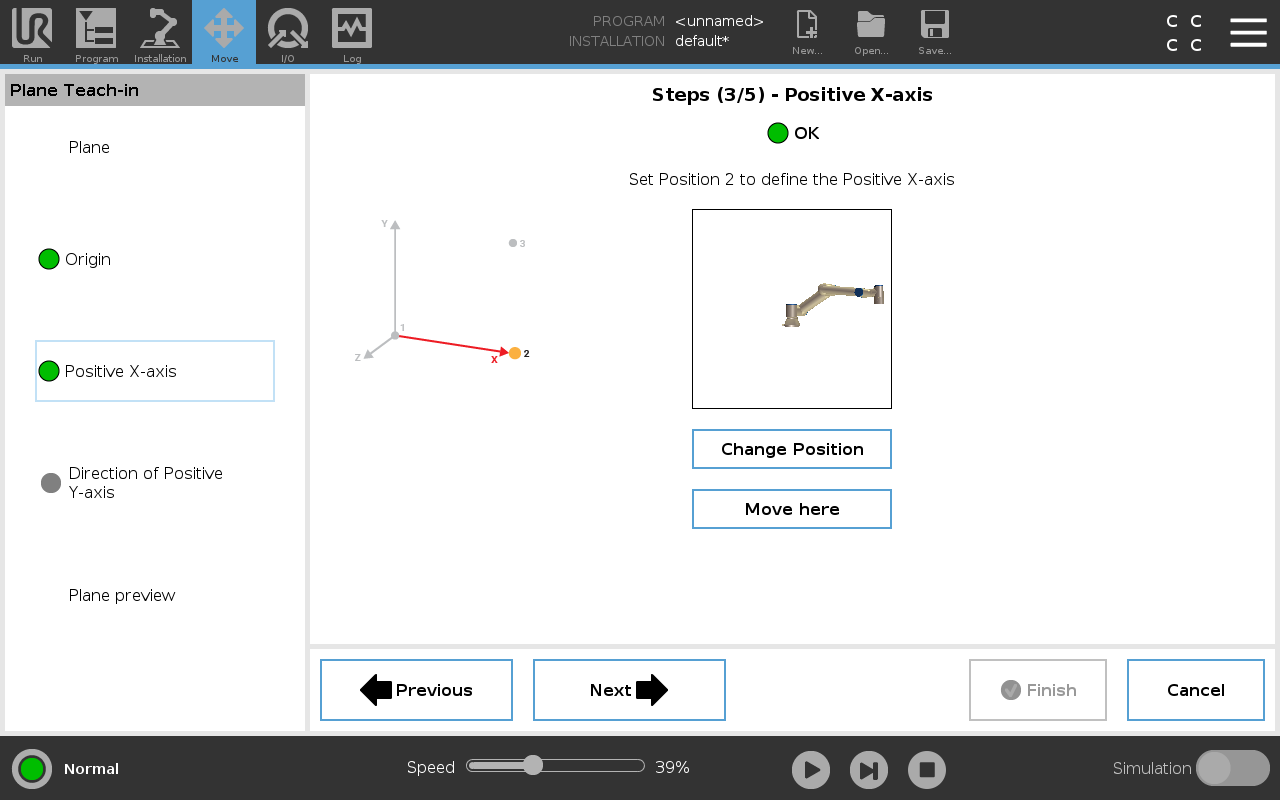 Run
Program
Installation
Move
I/O
Log
PROGRAM <unnamed>
INSTALLATION default*
New...
Open...
Save...
C C
C C
Plane Teach-in
Plane
Origin
Positive X-axis
Direction of Positive
Y-axis
Plane preview
Steps (3/5) - Positive X-axis
OK
Set Position 2 to define the Positive X-axis
Y
3
1
Z
X
2
Change Position
Move here
Previous
Next
Finish
Cancel
Normal
Speed
39%
Simulation